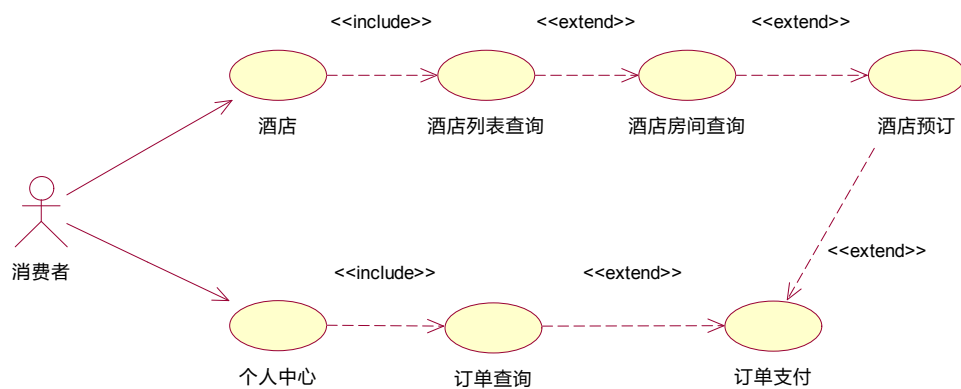 <<include>>
<<extend>>
<<extend>>
酒店
酒店列表查询
酒店房间查询
酒店预订
消费者
<<include>>
<<extend>>
<<extend>>
个人中心
订单查询
订单支付